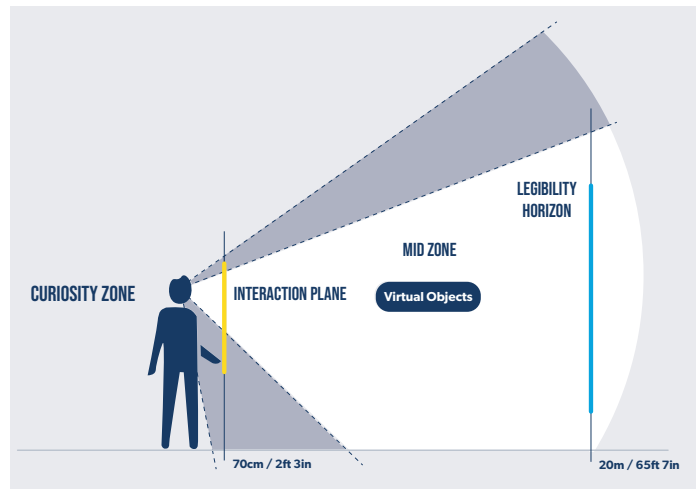 LEGIBILITY
HORIZON
MID ZONE
CURIOSITY ZONE
INTERACTION PLANE
Virtual Objects
70cm / 2ft 3in
20m / 65ft 7in